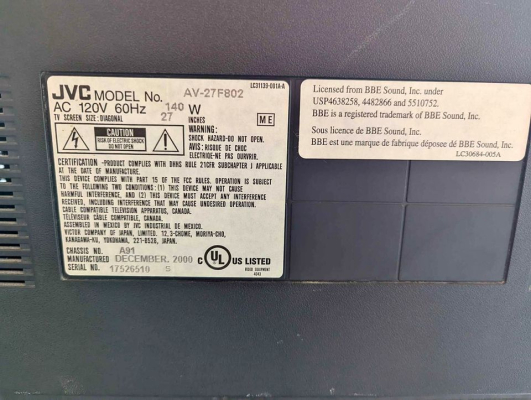 LC31130-001A-A
JVC MODEL No. AV-27F802
AC 120V 60Hz 140 W
TV SCREEN SIZE:DIAGONAL 27 INCHES
ME
CAUTION
RISK OF ELECTRIC SHOCK
DO NOT OPEN
WARNING:
SHOCK HAZARD-DO NOT OPEN.
AVIS: RISQUE DE CHOC
ELECTRIQUE-NE PAS OUVRIR.
CERTIFICATION -PRODUCT COMPLIES WITH DHHS RULE 21CFR SUBCHAPTER J APPLICABLE
AT THE DATE OF MANUFACTURE.
THIS DEVICE COMPLIES WITH PART 15 OF THE FCC RULES. OPERATION IS SUBJECT
TO THE FOLLOWING TWO CONDITIONS: (1) THIS DEVICE MAY NOT CAUSE
HARMFUL INTERFERENCE, AND (2) THIS DEVICE MUST ACCEPT ANY INTERFERENCE
RECEIVED, INCLUDING INTERFERENCE THAT MAY CAUSE UNDESIRED OPERATION.
CABLE COMPATIBLE TELEVISION APPARATUS, CANADA.
TÉLÉVISEUR CÂBLE COMPATIBLE, CANADA.
ASSEMBLED IN MEXICO BY JVC INDUSTRIAL DE MEXICO.
VICTOR COMPANY OF JAPAN, LIMITED. 12,3-CHOME, MORIYA-CHO,
KANAGAWA-KU, YOKOHAMA, 221-8528, JAPAN.
CHASSIS NO. A91
MANUFACTURED DECEMBER. 2000
SERIAL NO. 17526510 S
C UL US LISTED
Licensed from BBE Sound, Inc. under
USP4638258, 4482866 and 5510752.
BBE is a registered trademark of BBE Sound, Inc.
Sous licence de BBE Sound, Inc.
BBE est une marque de fabrique déposee de BBE Sound, Inc.
LC30684-005A